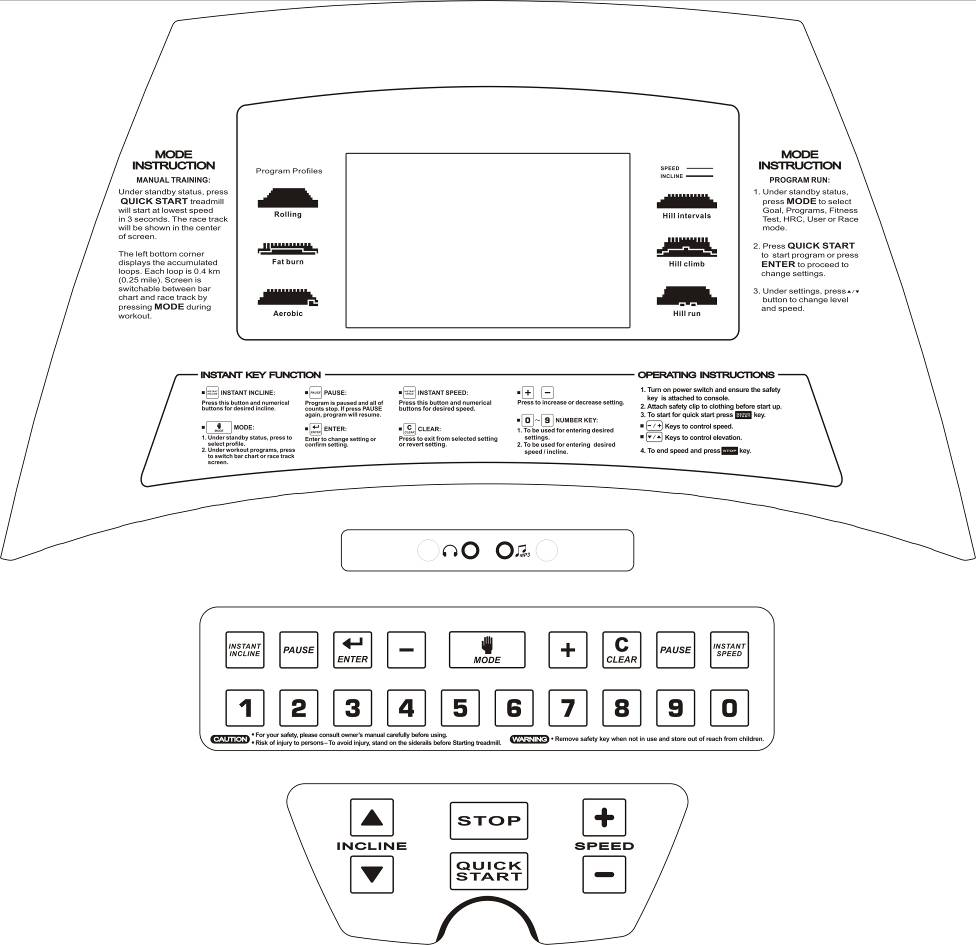 MODE
INSTRUCTION
MANUAL TRAINING:
Under standby status, press
QUICK START treadmill
will start at lowest speed
in 3 seconds. The race track
will be shown in the center
of screen.
The left bottom corner
displays the accumulated
loops. Each loop is 0.4 km
(0.25 mile). Screen is
switchable between bar
chart and race track by
pressing MODE during
workout.
Program Profiles
Rolling
Fat burn
Aerobic
SPEED
INCLINE
Hill intervals
Hill climb
Hill run
MODE
INSTRUCTION
PROGRAM RUN:
1. Under standby status,
press MODE to select
Goal, Programs, Fitness
Test, HRC, User or Race
mode.
2. Press QUICK START
to start program or press
ENTER to proceed to
change settings.
3. Under settings, press ▲/▼
button to change level
and speed.
INSTANT KEY FUNCTION
■ INSTANT INCLINE INSTANT INCLINE:
Press this button and numerical
buttons for desired incline.
■ MODE MODE:
1. Under standby status, press to
select profile.
2. Under workout programs, press
to switch bar chart or race track
screen.
■ PAUSE PAUSE:
Program is paused and all of
counts stop. If press PAUSE
again, program will resume.
■ ENTER ENTER:
Enter to change setting or
confirm setting.
■ INSTANT SPEED INSTANT SPEED:
Press this button and numerical
buttons for desired speed.
■ C CLEAR CLEAR:
Press to exit from selected setting
or revert setting.
■ + −
Press to increase or decrease setting.
■ 0 ~ 9 NUMBER KEY:
1. To be used for entering desired
settings.
2. To be used for entering desired
speed / incline.
OPERATING INSTRUCTIONS
1. Turn on power switch and ensure the safety
key is attached to console.
2. Attach safety clip to clothing before start up.
3. To start for quick start press QUICK START key.
■ −/+ Keys to control speed.
■ ▼/▲ Keys to control elevation.
4. To end speed and press STOP key.
MP3
INSTANT
INCLINE
PAUSE
ENTER
−
MODE
+
C
CLEAR
PAUSE
INSTANT
SPEED
1 2 3 4 5 6 7 8 9 0
CAUTION • For your safety, please consult owner's manual carefully before using.
• Risk of injury to persons – To avoid injury, stand on the siderails before Starting treadmill.
WARNING • Remove safety key when not in use and store out of reach from children.
▲
INCLINE
▼
STOP
QUICK
START
+
SPEED
−